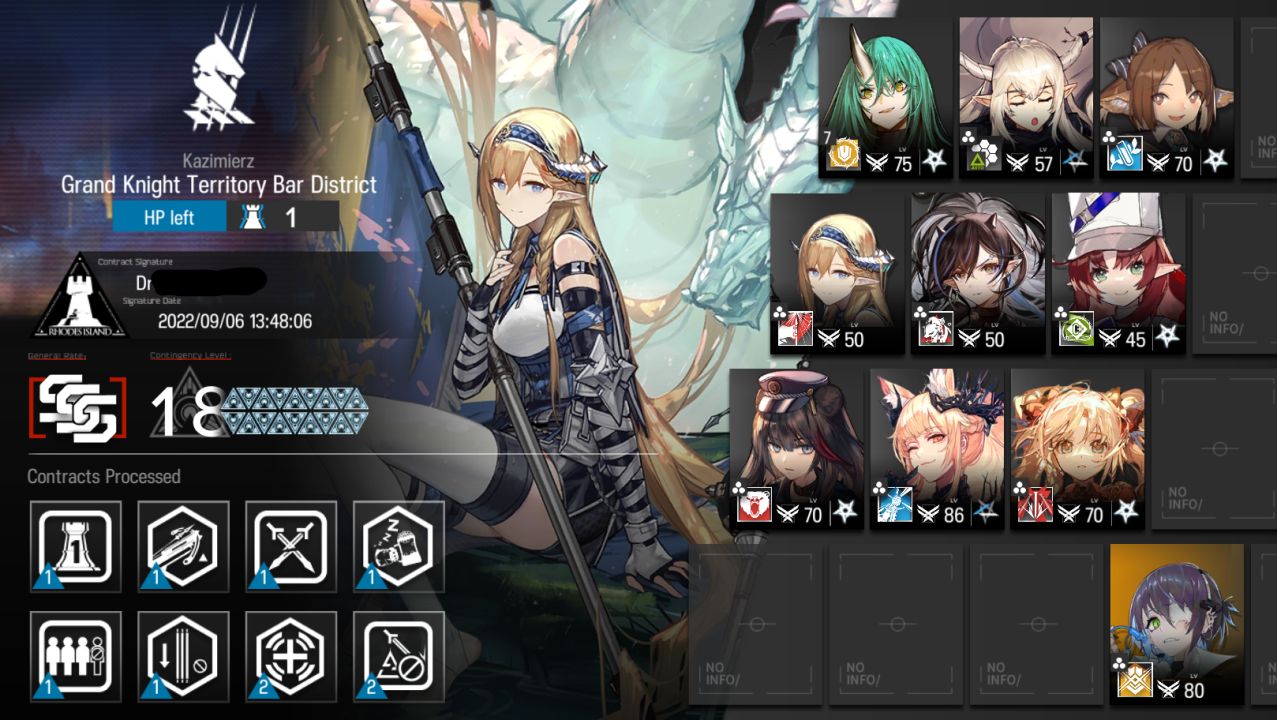 Kazimierz
Grand Knight Territory Bar District
HP left 1
Contract Signature
Dr
Signature Date
2022/09/06 13:48:06
RHODES ISLAND
General Rate:
Contingency Level :
SSS
18
Contracts Processed
1
1
1
1
1
Z
Z
Z
1
1
2
2
7
LV
75
LV
57
LV
70
NO
INFO/
LV
50
LV
50
LV
45
NO
INFO/
LV
70
LV
86
LV
70
NO
INFO/
NO
INFO/
NO
INFO/
NO
INFO/
LV
80